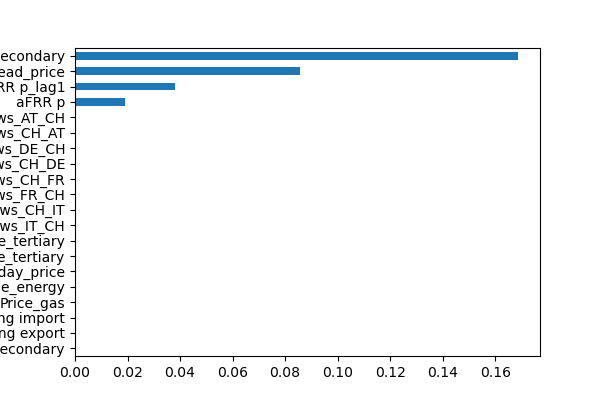 econdary
ead_price
RR p_lag1
aFRR p
ws_AT_CH
ws_CH_AT
ws_DE_CH
ws_CH_DE
ws_CH_FR
ws_FR_CH
ws_CH_IT
ws_IT_CH
e_tertiary
e_tertiary
day_price
e_energy
Price_gas
ng import
ng export
econdary
0.00 0.02 0.04 0.06 0.08 0.10 0.12 0.14 0.16